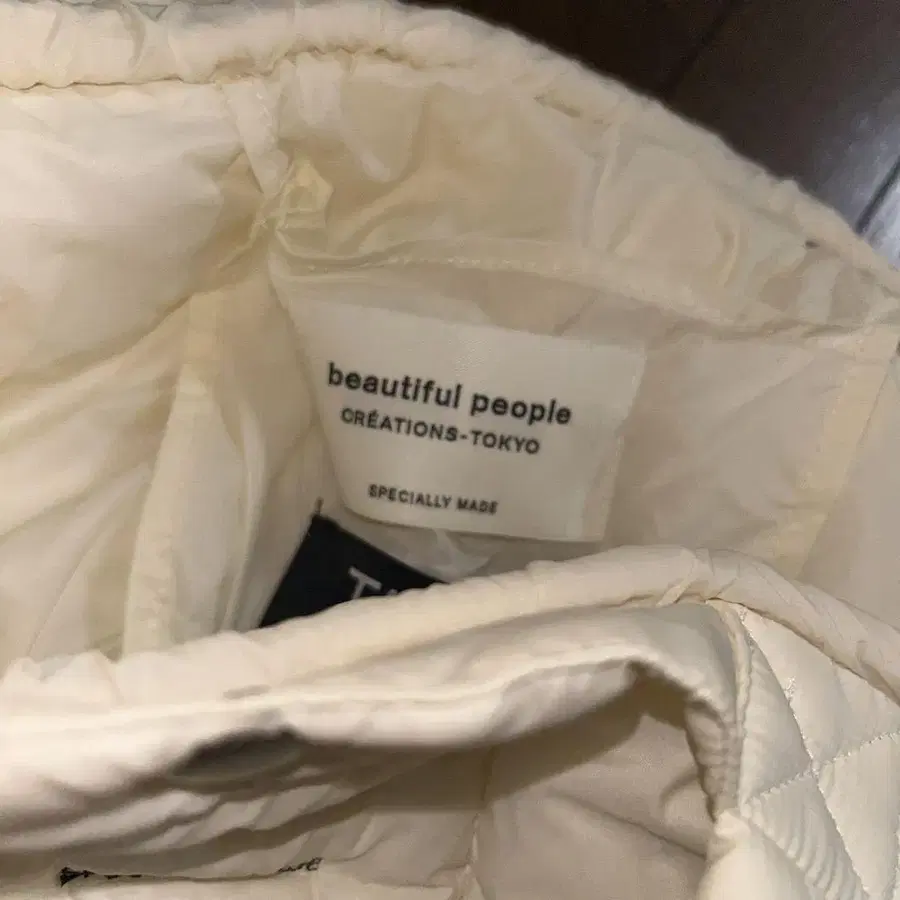 beautiful people
CRÉATIONS-TOKYO
SPECIALLY MADE